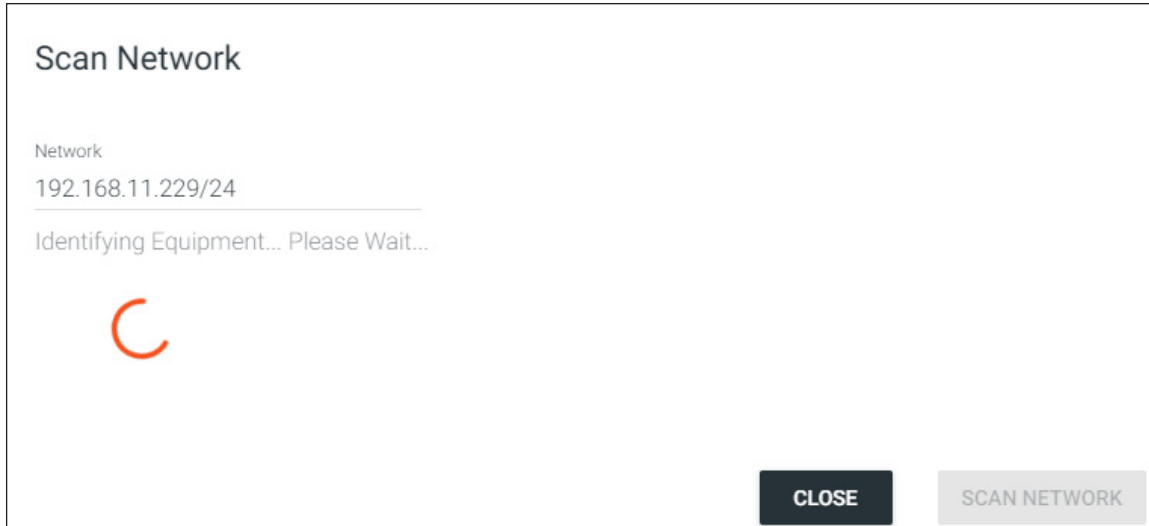 Scan Network
Network
192.168.11.229/24
Identifying Equipment... Please Wait...
CLOSE
SCAN NETWORK